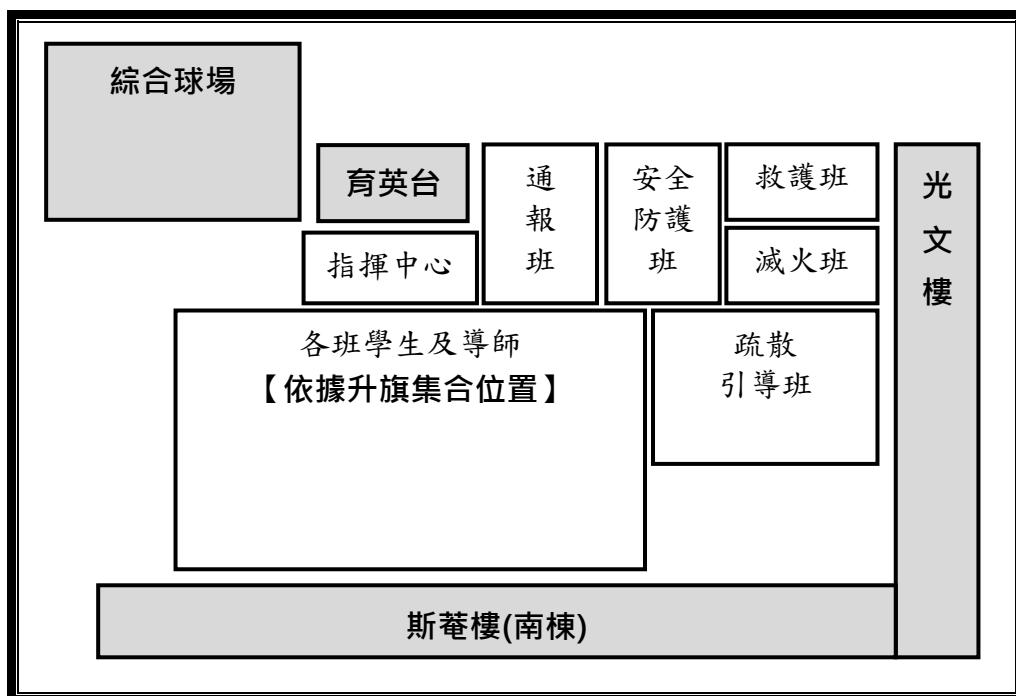 綜合球場
育英台
通
報
班
安全
防護
班
救護班
滅火班
光
文
樓
指揮中心
各班學生及導師
【依據升旗集合位置】
疏散
引導班
斯菴樓(南棟)